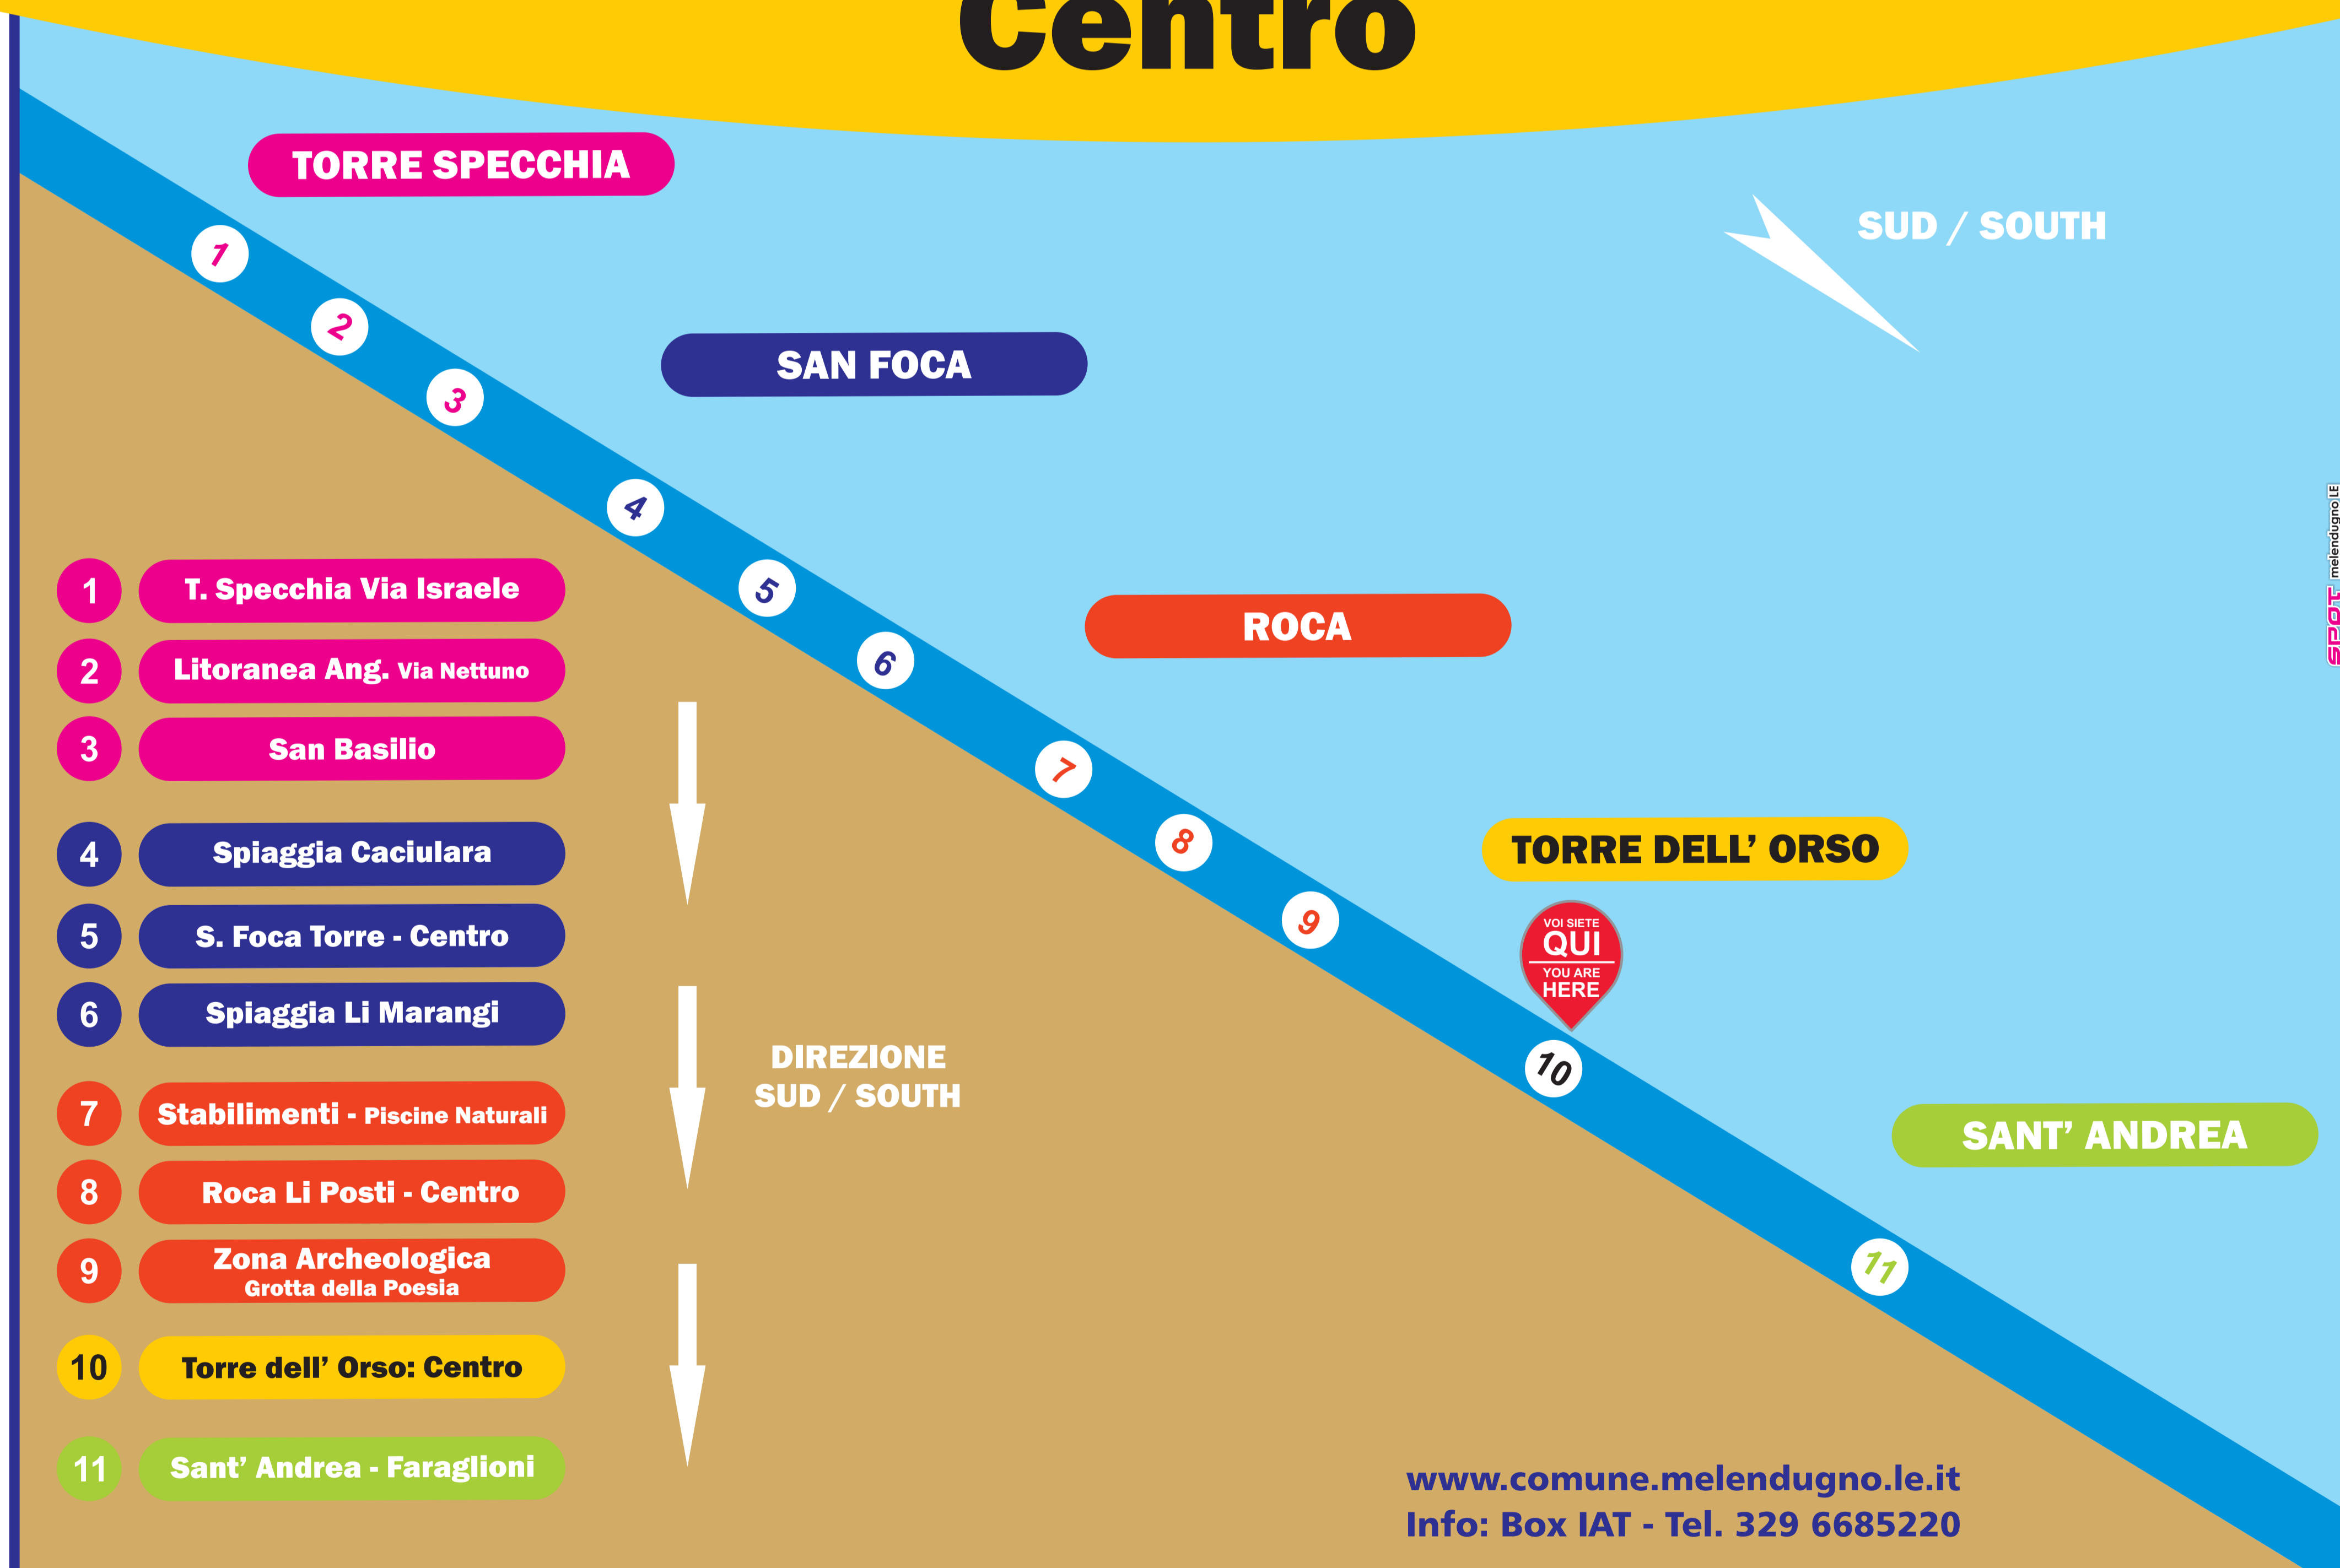 Centro
TORRE SPECCHIA
SUD / SOUTH
1
2
3
SAN FOCA
4
5
6
ROCA
7
8
9
TORRE DELL’ ORSO
VOI SIETE
QUI
YOU ARE
HERE
10
SANT’ ANDREA
11
1 T. Specchia Via Israele
2 Litoranea Ang. Via Nettuno
3 San Basilio
4 Spiaggia Caciulara
5 S. Foca Torre - Centro
6 Spiaggia Li Marangi
7 Stabilimenti - Piscine Naturali
8 Roca Li Posti - Centro
9 Zona Archeologica
Grotta della Poesia
10 Torre dell’ Orso: Centro
11 Sant’ Andrea - Faraglioni
DIREZIONE
SUD / SOUTH
www.comune.melendugno.le.it
Info: Box IAT - Tel. 329 6685220
SPOT melendugno LE